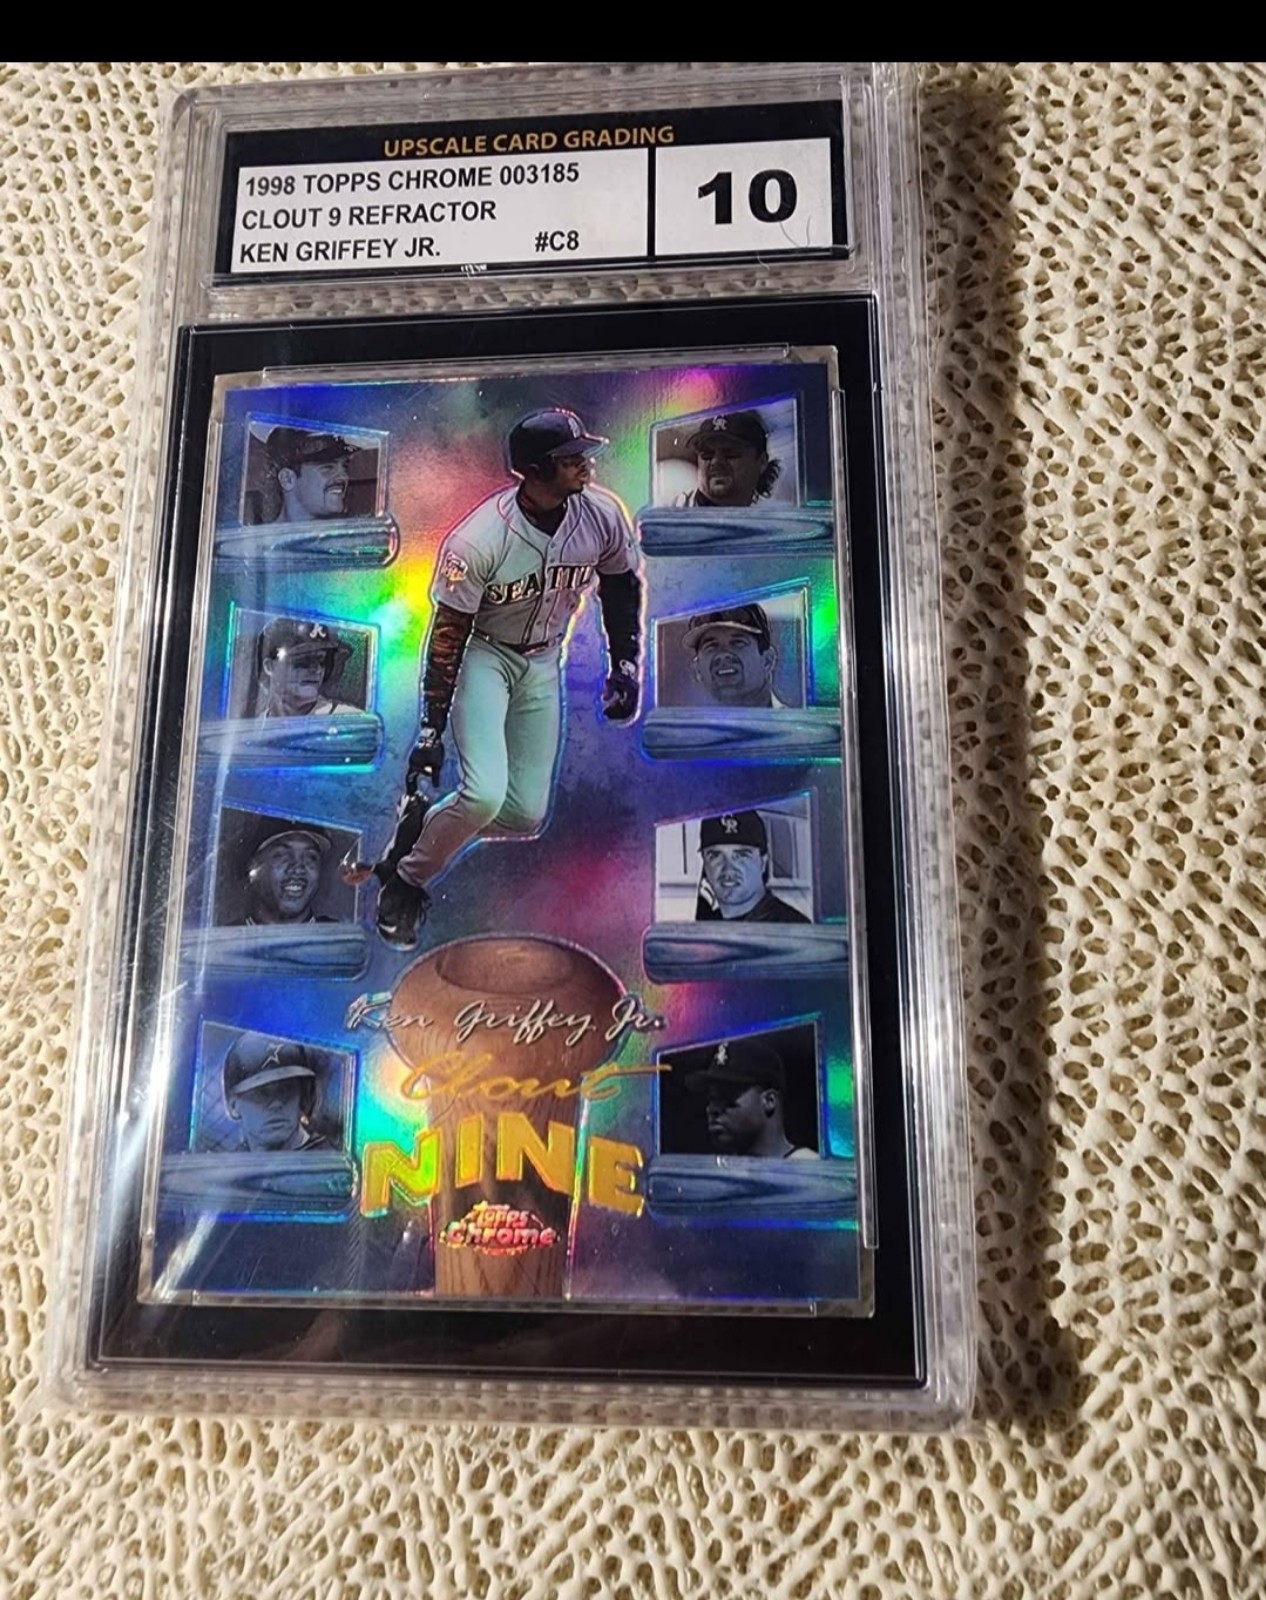 UPSCALE CARD GRADING
1998 TOPPS CHROME 003185
CLOUT 9 REFRACTOR
KEN GRIFFEY JR. #C8
10
SEATTL
Ken Griffey Jr.
Clout
NINE
Topps
Chrome